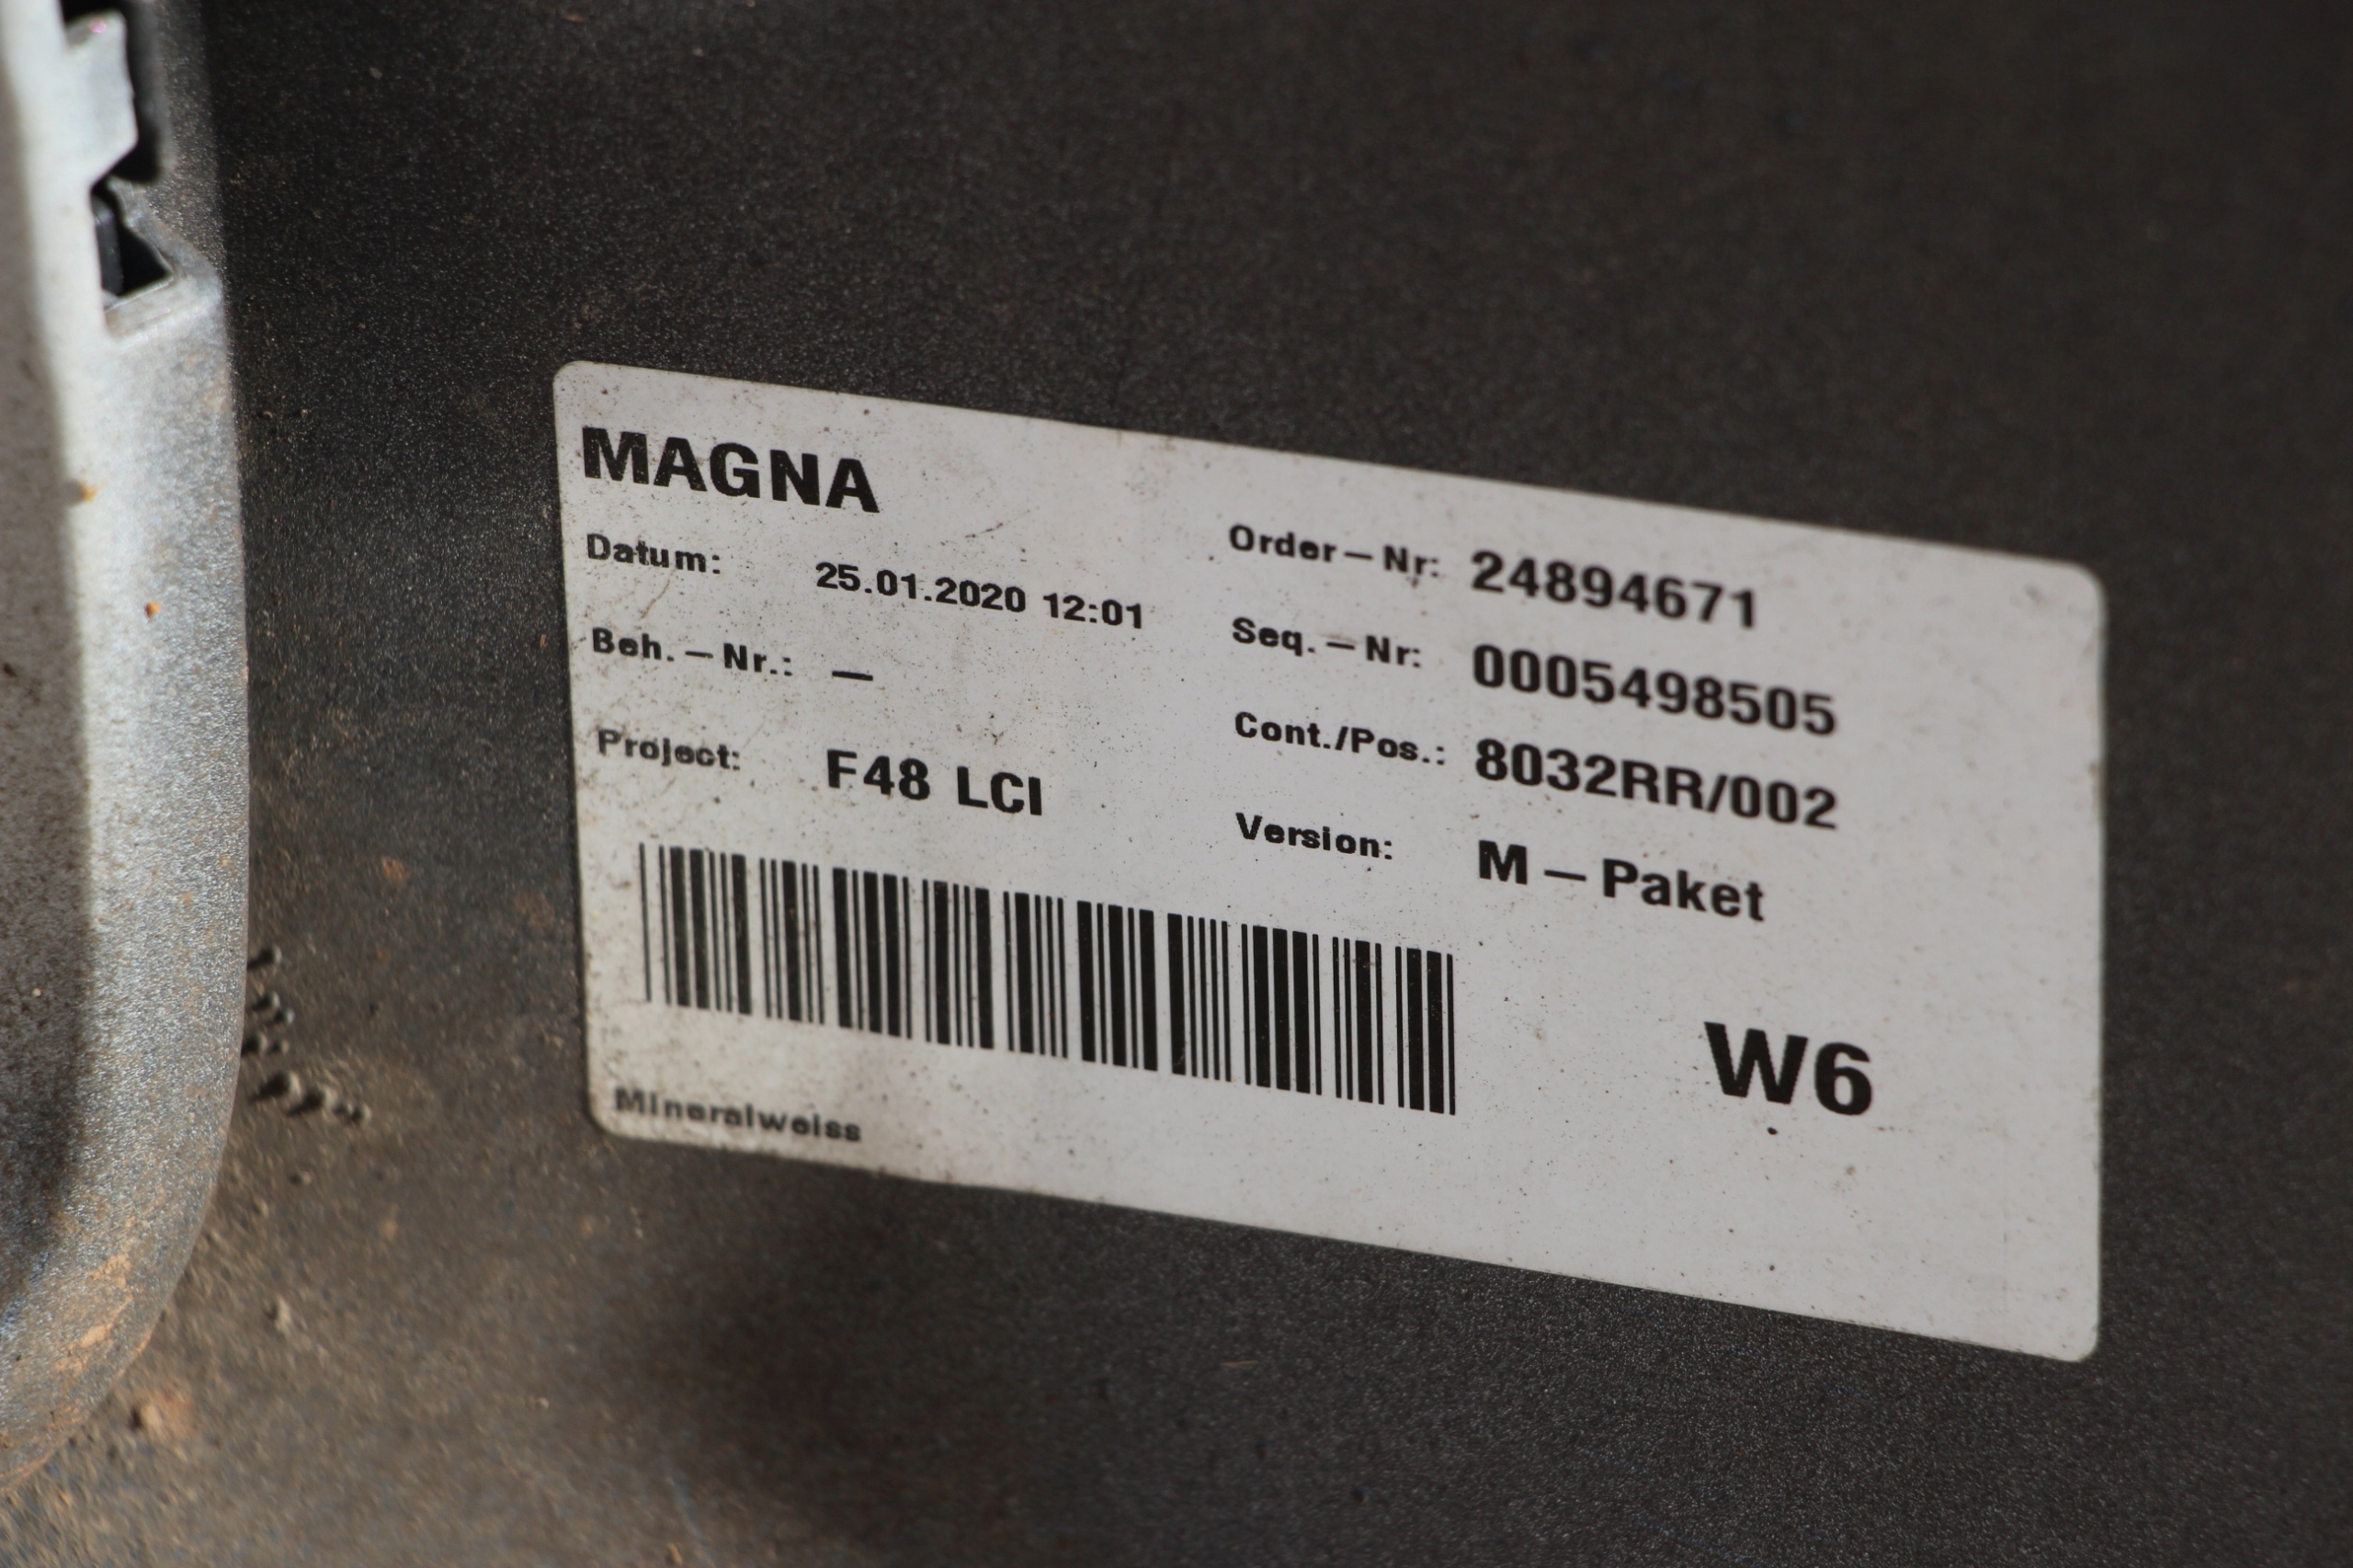 MAGNA
Datum: 25.01.2020 12:01
Beh.-Nr.: -
Project: F48 LCI
Order-Nr: 24894671
Seq.-Nr: 0005498505
Cont./Pos.: 8032RR/002
Version: M-Paket
W6
Mineralweiss